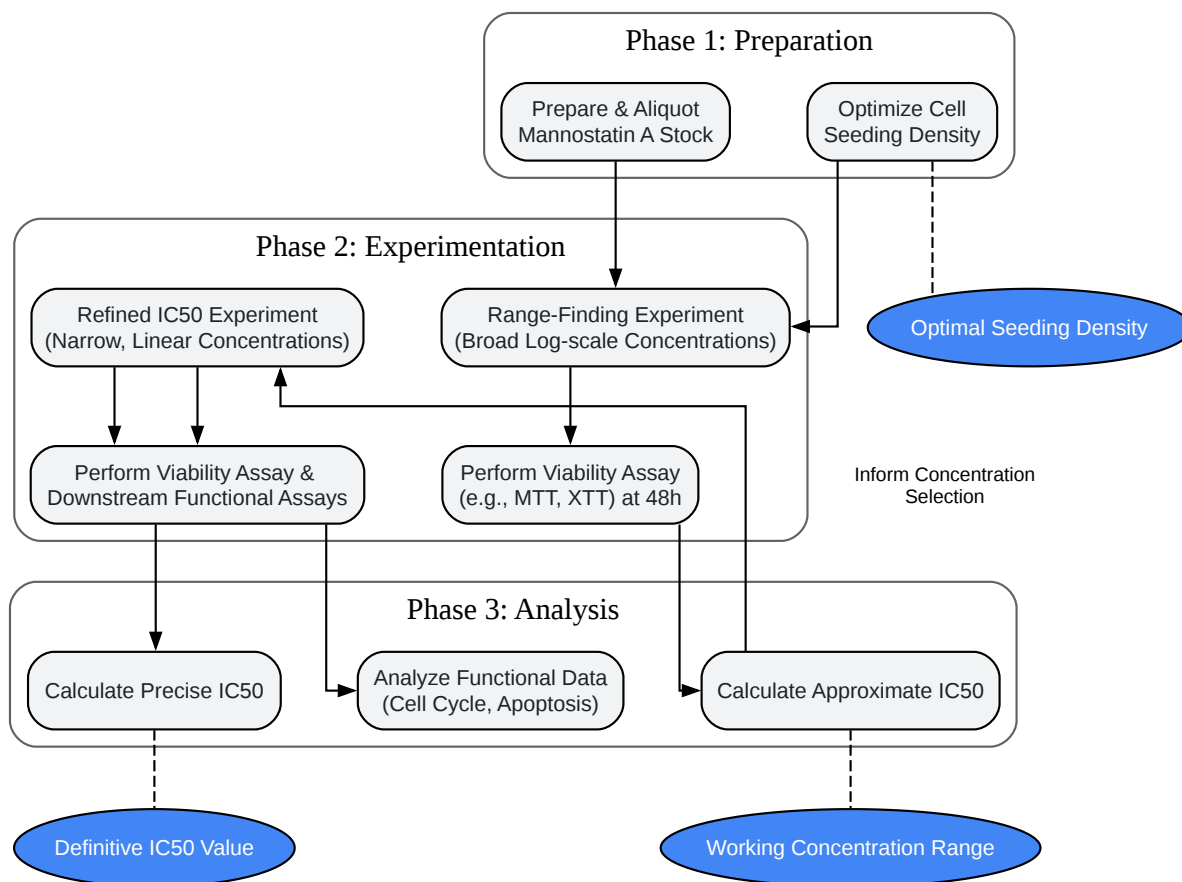 Phase 1: Preparation
Prepare & Aliquot
Mannostatin A Stock
Optimize Cell
Seeding Density
Phase 2: Experimentation
Refined IC50 Experiment
(Narrow, Linear Concentrations)
Range-Finding Experiment
(Broad Log-scale Concentrations)
Optimal Seeding Density
Perform Viability Assay &
Downstream Functional Assays
Perform Viability Assay
(e.g., MTT, XTT) at 48h
Inform Concentration
Selection
Phase 3: Analysis
Calculate Precise IC50
Analyze Functional Data
(Cell Cycle, Apoptosis)
Calculate Approximate IC50
Definitive IC50 Value
Working Concentration Range